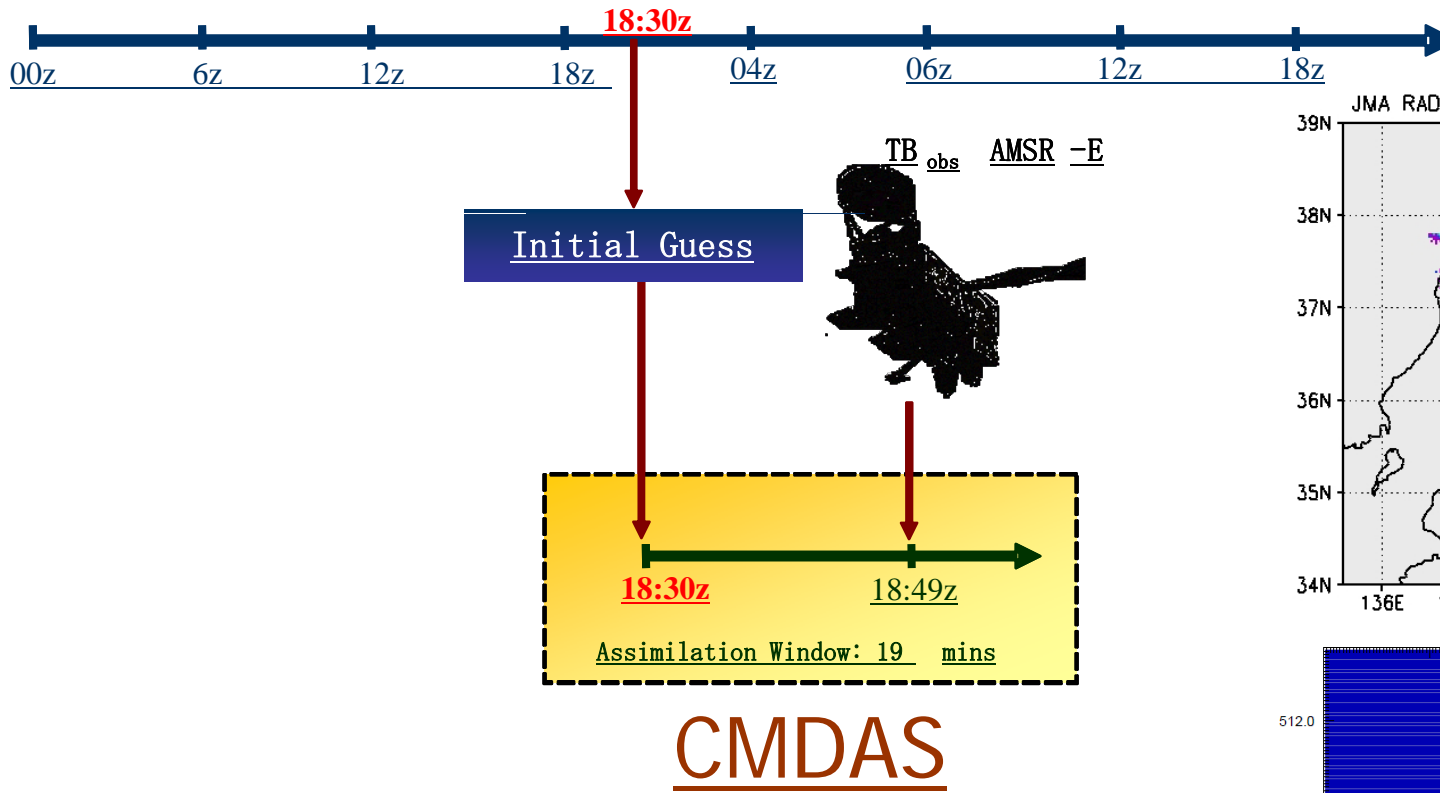 18:30z
00z 6z 12z 18z 04z 06z 12z 18z
TB obs AMSR -E
Initial Guess
18:30z 18:49z
Assimilation Window: 19 mins
CMDAS
JMA RAD
39N
38N
37N
36N
35N
34N
136E
512.0